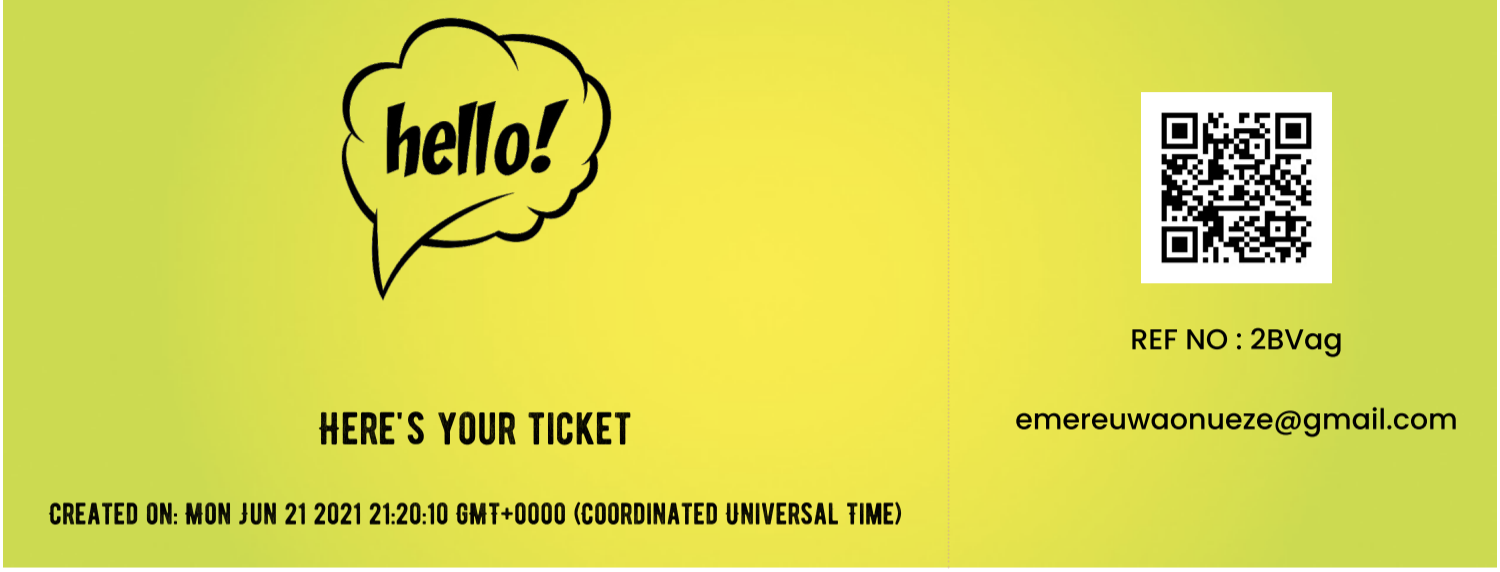 hello!
HERE'S YOUR TICKET
CREATED ON: MON JUN 21 2021 21:20:10 GMT+0000 (COORDINATED UNIVERSAL TIME)
REF NO : 2BVag
emereuwaonueze@gmail.com